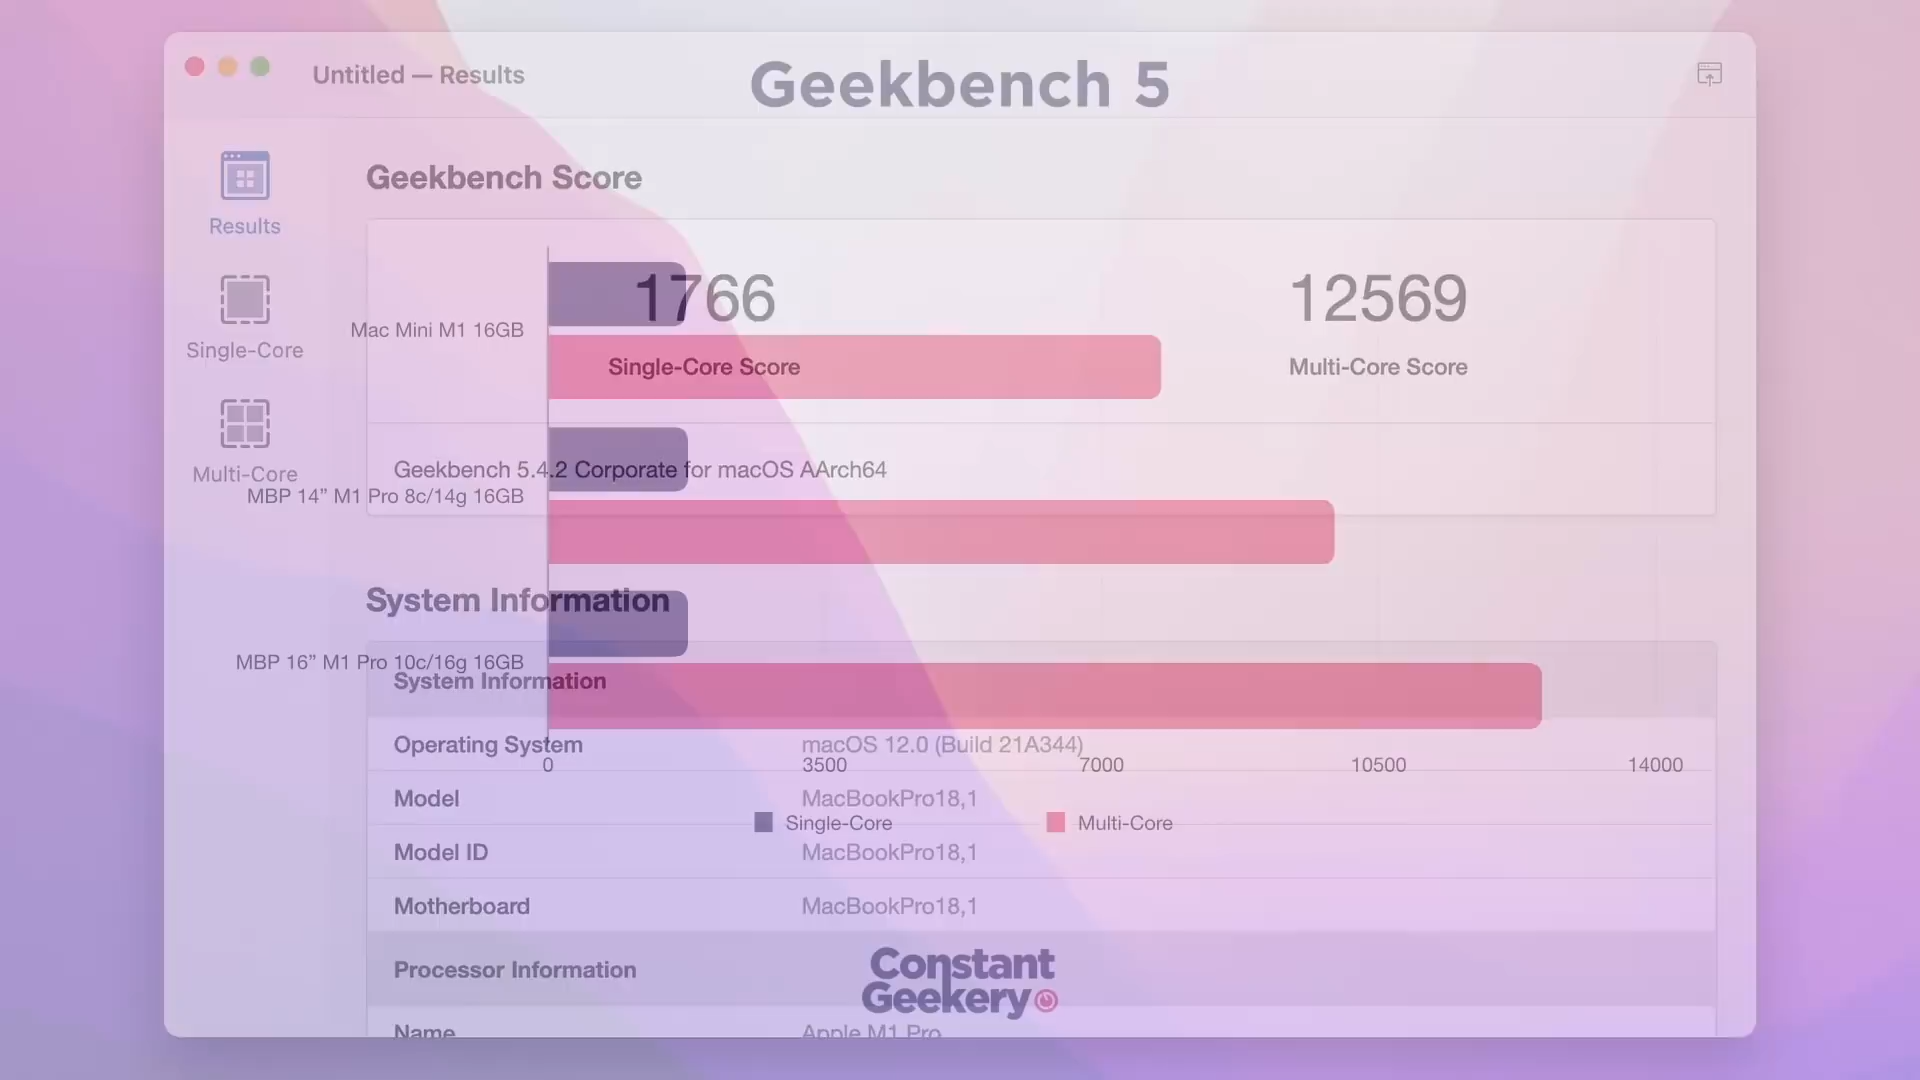 Untitled — Results
Geekbench 5
Results
Single-Core
Multi-Core
Geekbench Score
1766
12569
Single-Core Score
Multi-Core Score
Geekbench 5.4.2 Corporate for macOS AArch64
Mac Mini M1 16GB
MBP 14” M1 Pro 8c/14g 16GB
MBP 16” M1 Pro 10c/16g 16GB
0 3500 7000 10500 14000
Single-Core Multi-Core
System Information
System Information
Operating System macOS 12.0 (Build 21A344)
Model MacBookPro18,1
Model ID MacBookPro18,1
Motherboard MacBookPro18,1
Processor Information
Name Apple M1 Pro
Constant
Geekery